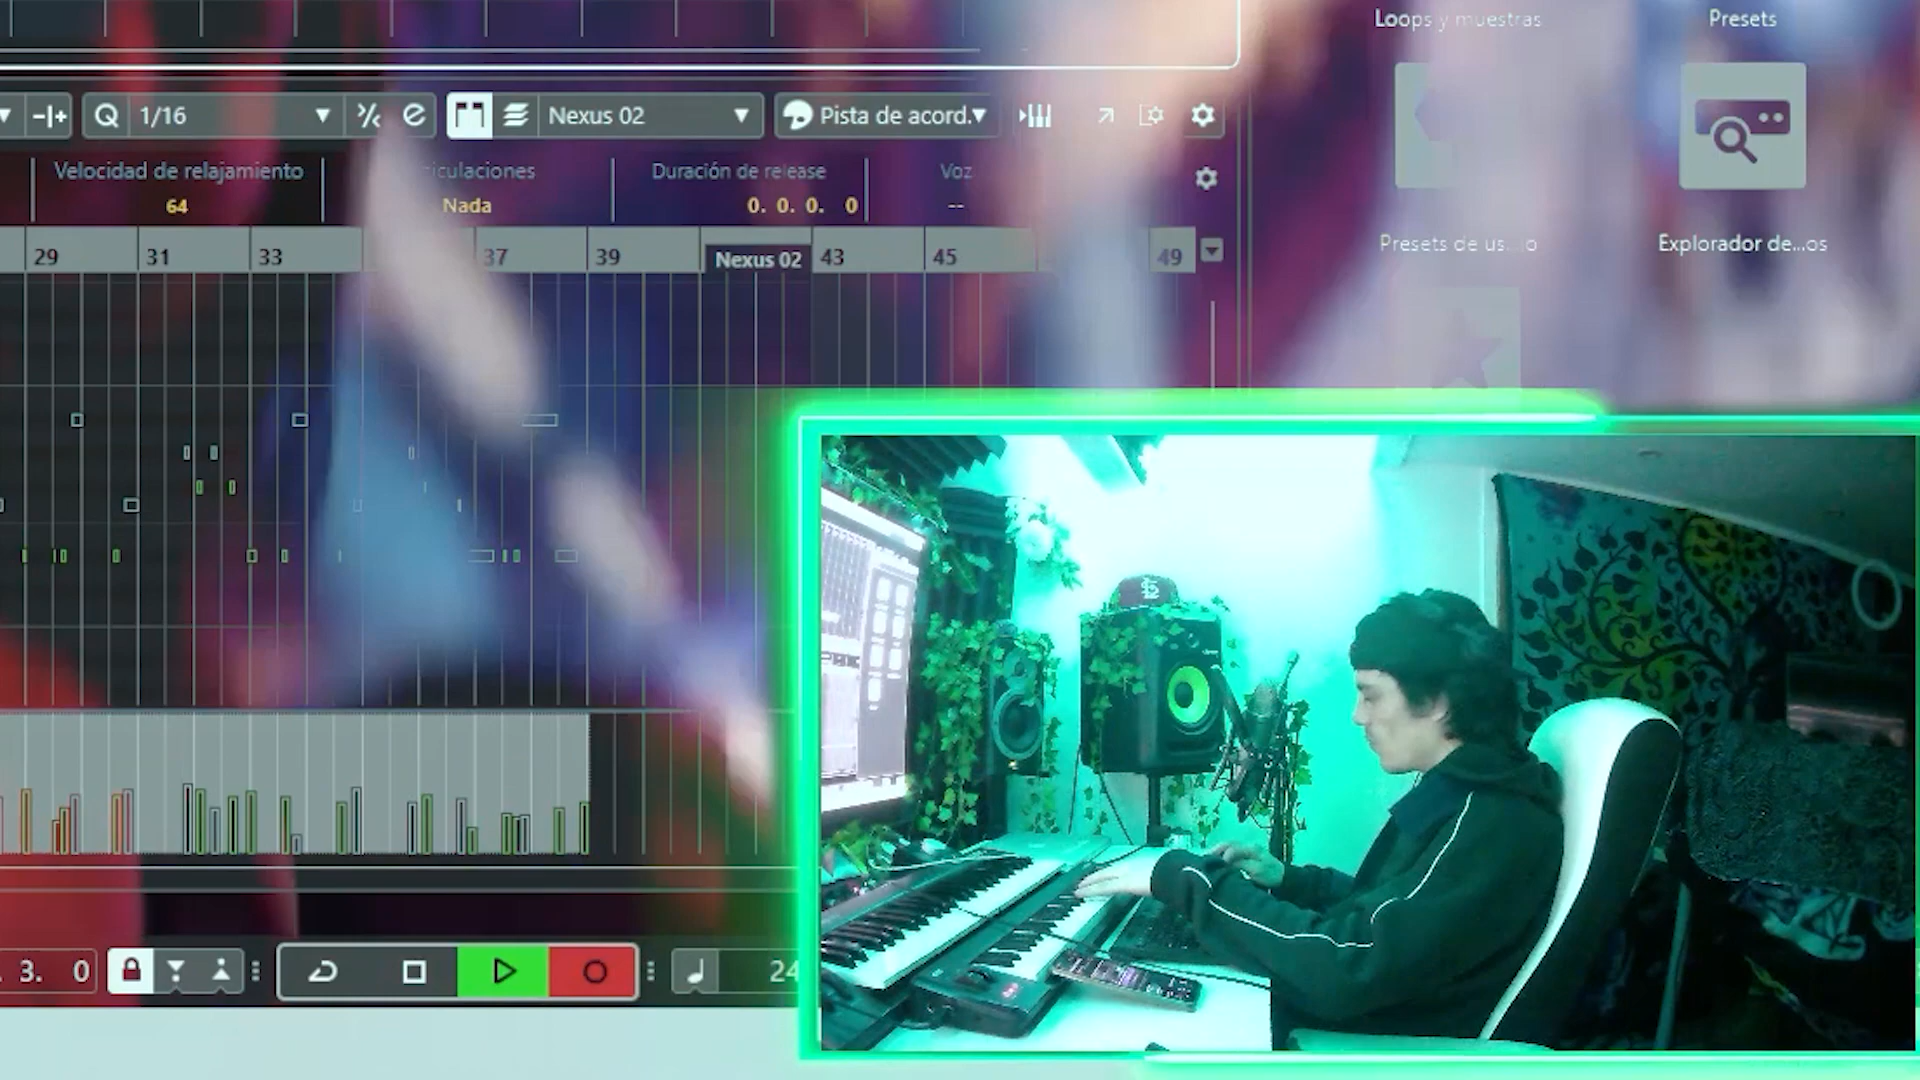 Loops y muestras
Presets
Q 1/16
Nexus 02
Pista de acord.
Velocidad de relajamiento
Duración de release
Voz
64
Nada
0. 0. 0. 0
--
29 31 33 37 39 43 45 49
Nexus 02
Explorador de...os
3. 0